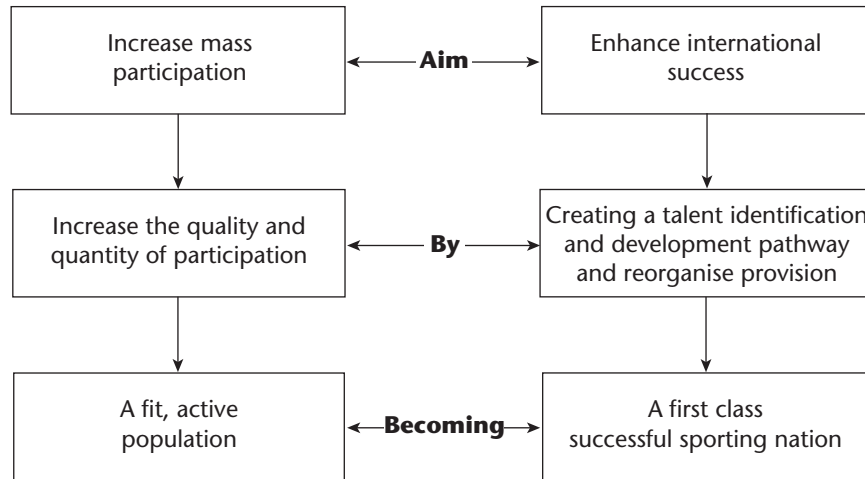 Increase mass
participation
Aim
Enhance international
success
Increase the quality and
quantity of participation
By
Creating a talent identification
and development pathway
and reorganise provision
A fit, active
population
Becoming
A first class
successful sporting nation